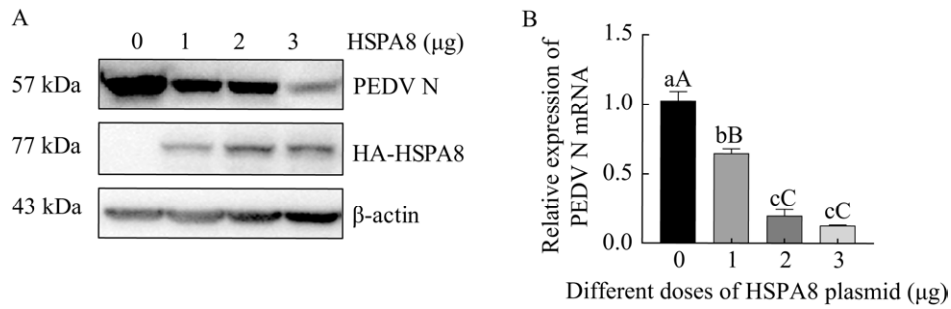 A
0 1 2 3 HSPA8 (μg)
57 kDa PEDV N
77 kDa HA-HSPA8
43 kDa β-actin
B
Relative expression of
PEDV N mRNA
1.5
1.0
0.5
0.0
aA
bB
cC
cC
0 1 2 3
Different doses of HSPA8 plasmid (μg)